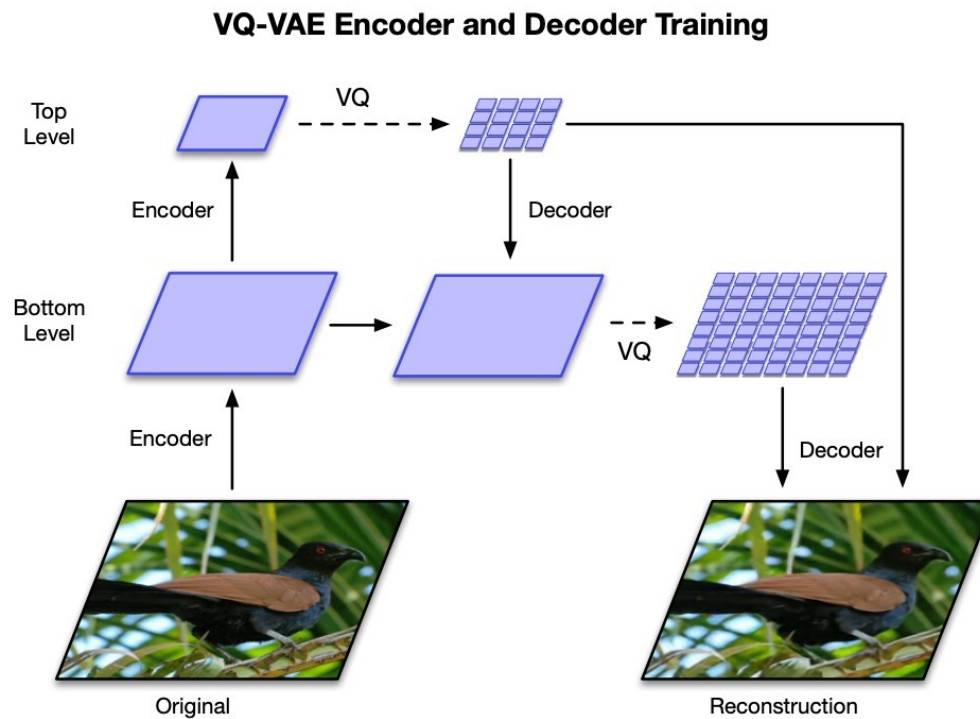 VQ-VAE Encoder and Decoder Training
Top
Level
VQ
Encoder
Decoder
Bottom
Level
VQ
Encoder
Decoder
Original
Reconstruction